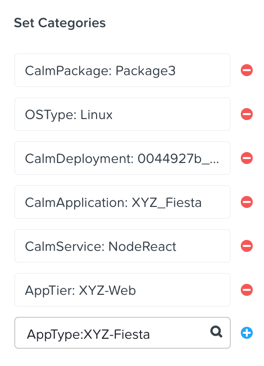 Set Categories
CalmPackage: Package3
OSType: Linux
CalmDeployment: 0044927b_...
CalmApplication: XYZ_Fiesta
CalmService: NodeReact
AppTier: XYZ-Web
AppType:XYZ-Fiesta